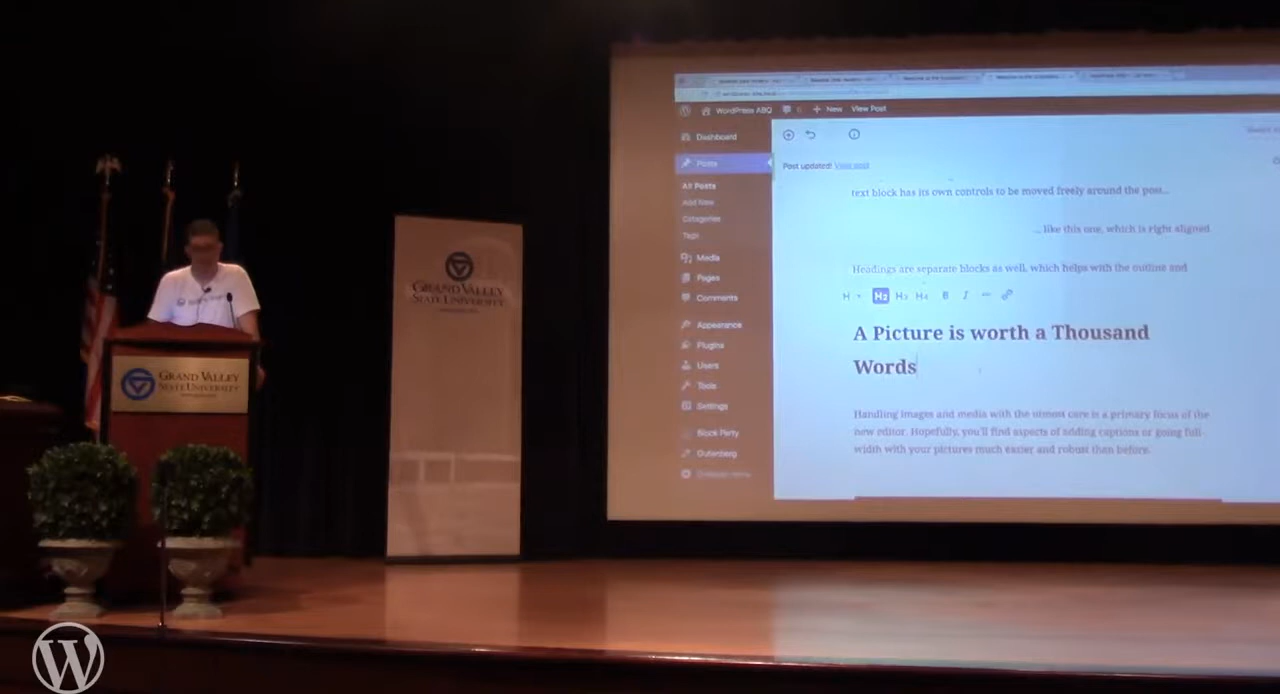 WordPress ABQ
New
View Post
Dashboard
Posts
All Posts
Add New
Categories
Tags
Media
Pages
Comments
Appearance
Plugins
Users
Tools
Settings
Block Party
Gutenberg
Post updated! View post
text block has its own controls to be moved freely around the post...
... like this one, which is right aligned
Headings are separate blocks as well, which helps with the outline and
H H2 H3 H4 B I
A Picture is worth a Thousand
Words
Handling images and media with the utmost care is a primary focus of the
new editor. Hopefully, you'll find aspects of adding captions or going full-
width with your pictures much easier and robust than before.
GRAND VALLEY
STATE UNIVERSITY
GRAND VALLEY
STATE UNIVERSITY
W